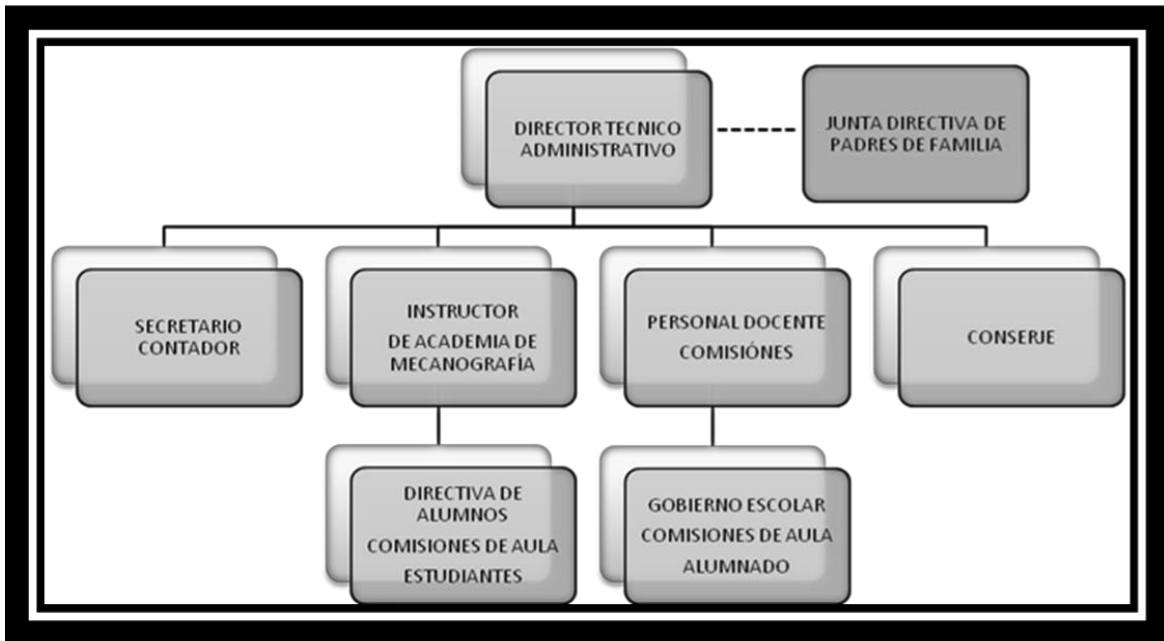 DIRECTOR TECNICO
ADMINISTRATIVO
JUNTA DIRECTIVA DE
PADRES DE FAMILIA
SECRETARIO
CONTADOR
INSTRUCTOR
DE ACADEMIA DE
MECANOGRAFÍA
PERSONAL DOCENTE
COMISIÓNES
CONSERJE
DIRECTIVA DE
ALUMNOS
COMISIONES DE AULA
ESTUDIANTES
GOBIERNO ESCOLAR
COMISIONES DE AULA
ALUMNADO